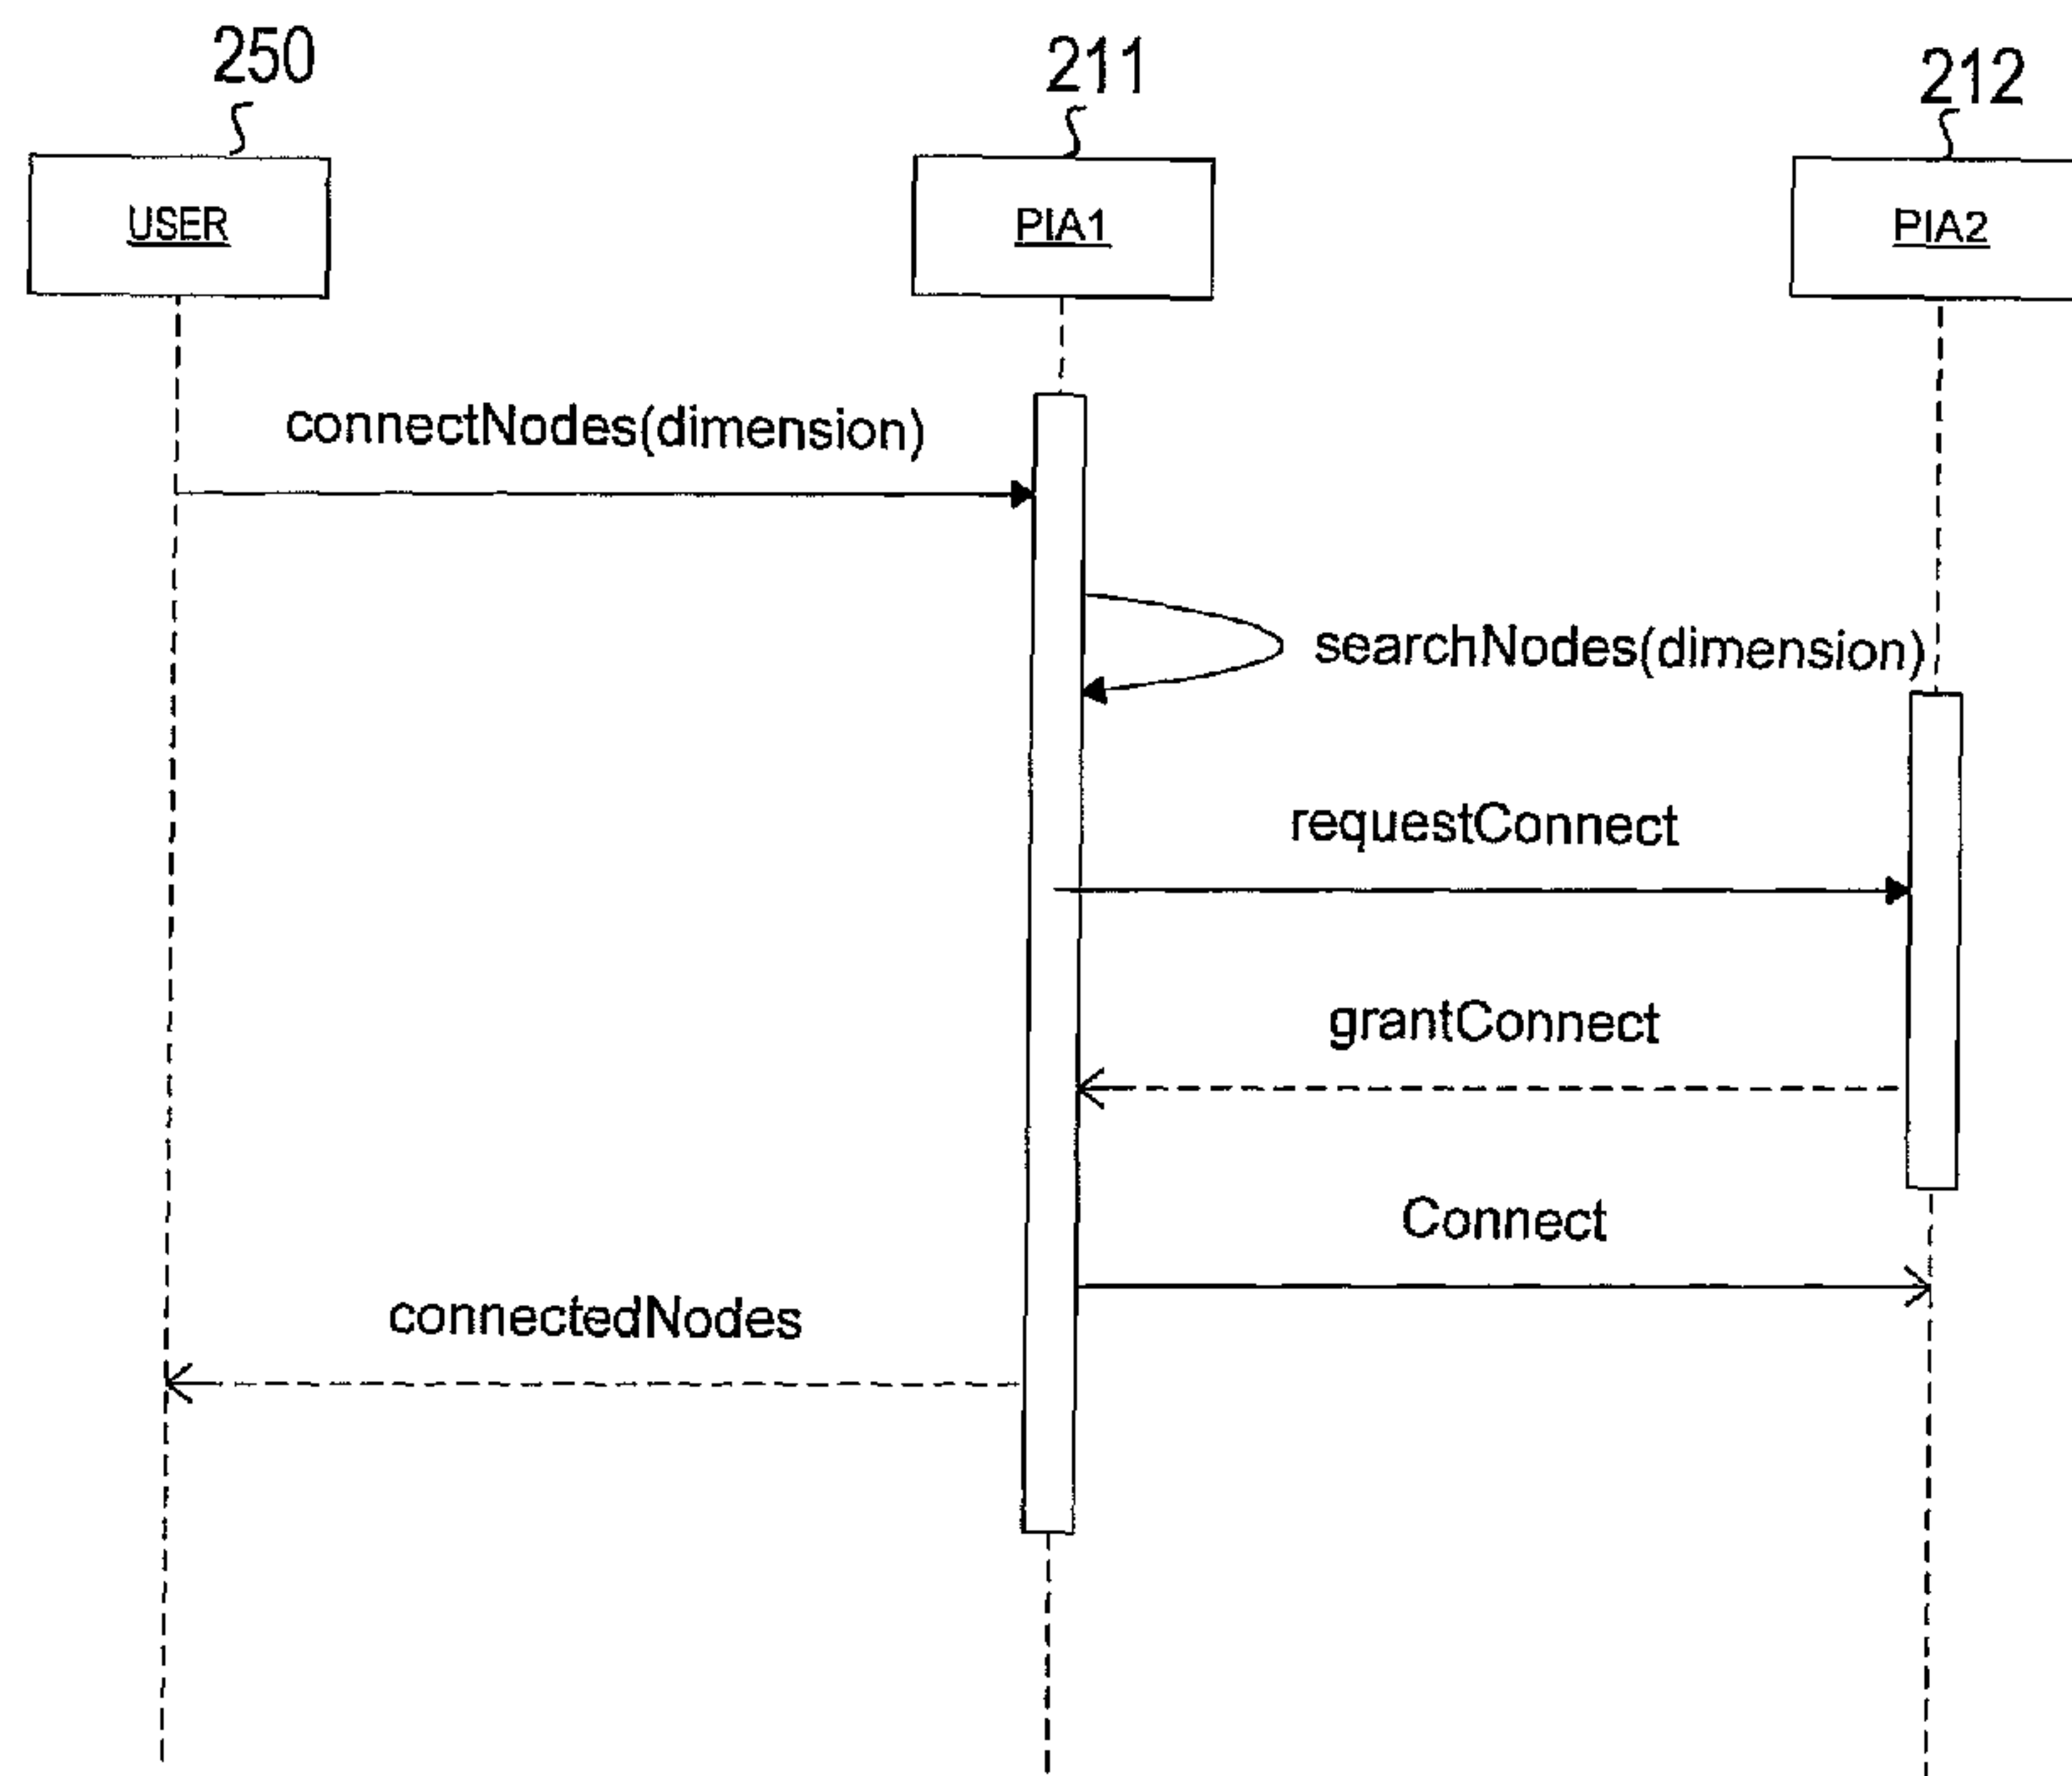 250
211
212
USER
PIA1
PIA2
connectNodes(dimension)
searchNodes(dimension)
requestConnect
grantConnect
Connect
connectedNodes